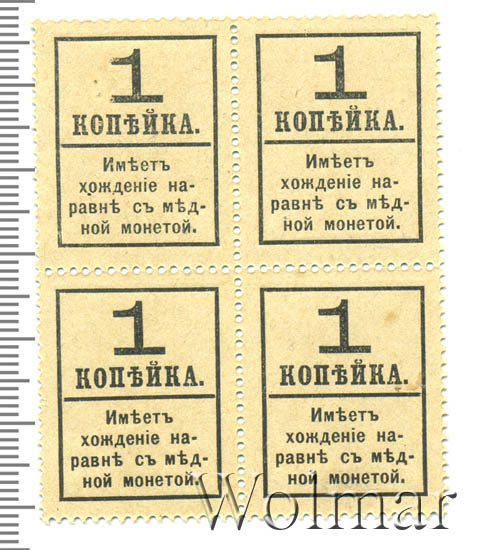 1
КОПѢЙКА.
Имѣетъ
хожденіе на-
равнѣ съ мѣд-
ной монетой.
1
КОПѢЙКА.
Имѣетъ
хожденіе на-
равнѣ съ мѣд-
ной монетой.
1
КОПѢЙКА.
Имѣетъ
хожденіе на-
равнѣ съ мѣд-
ной монетой.
1
КОПѢЙКА.
Имѣетъ
хожденіе на-
равнѣ съ мѣд-
ной монетой.
Wolmar